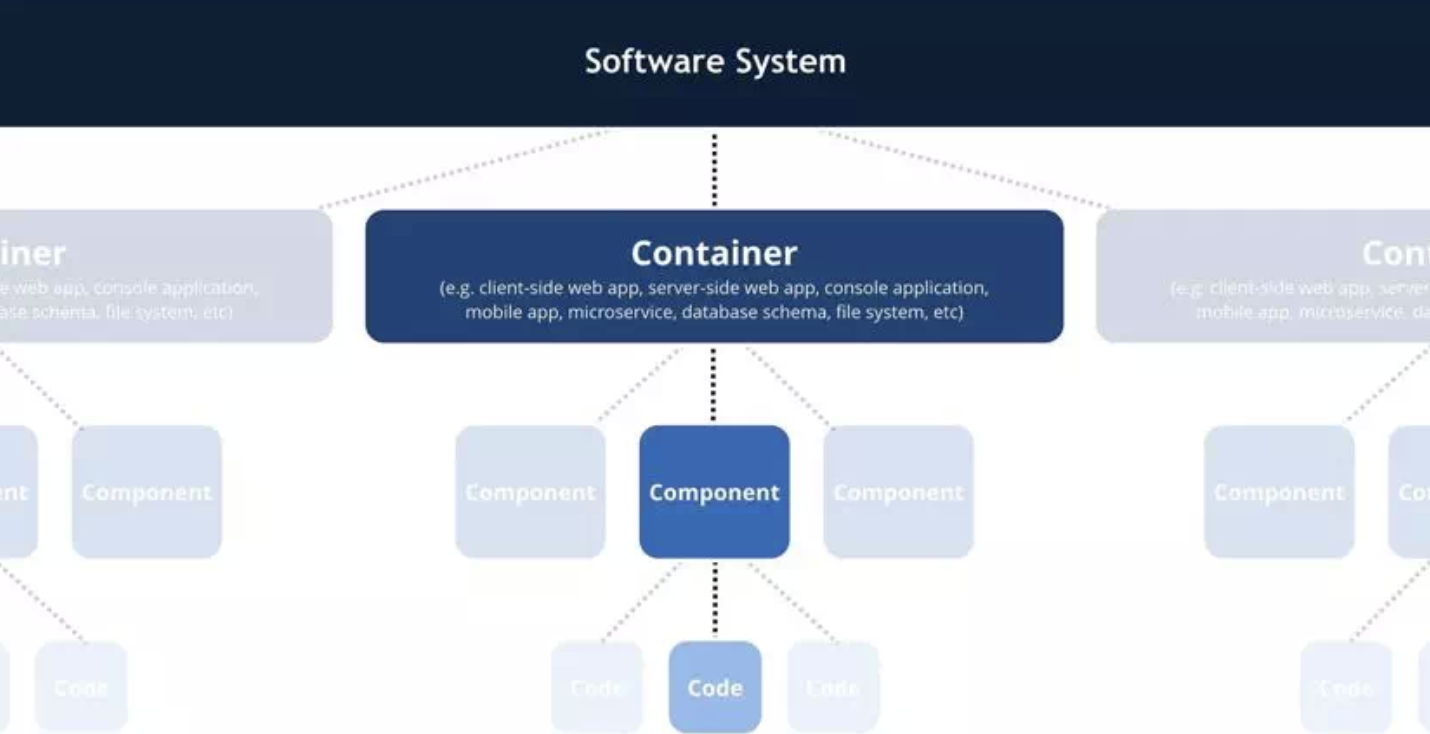 Software System
iner
Container
Con
e web app, console application,
(e.g. client-side web app, server-side web app, console application,
(e.g. client-side web app, server
ase schema, file system, etc)
mobile app, microservice, database schema, file system, etc)
mobile app, microservice, da
ent
Component
Component
Component
Component
Component
Co
Code
Code
Code
Code
Code